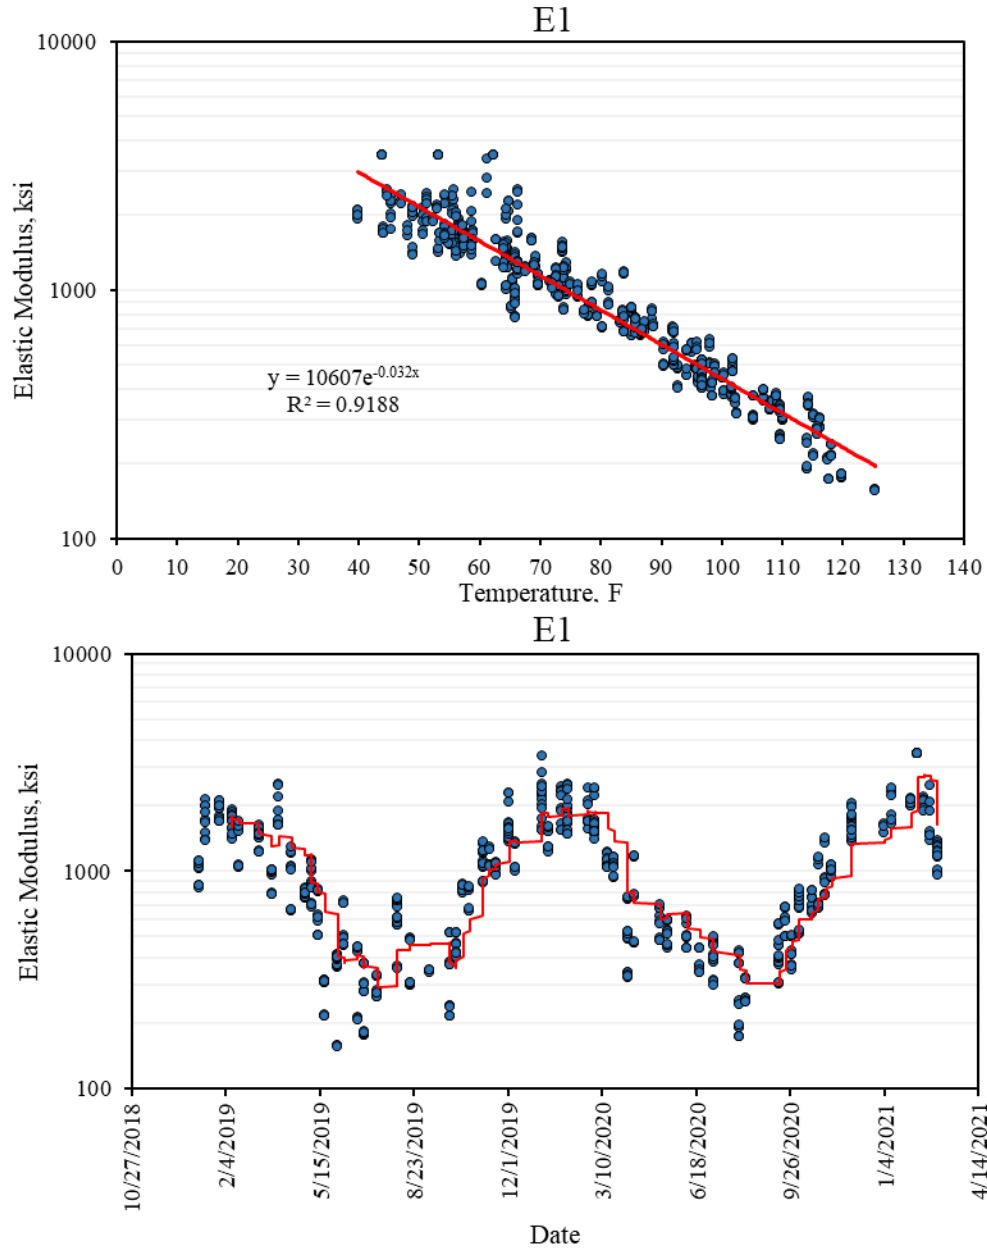 E1
10000
1000
100
Elastic Modulus, ksi
y = 10607e^-0.032x
R² = 0.9188
0 10 20 30 40 50 60 70 80 90 100 110 120 130 140
Temperature, F
E1
10000
1000
100
Elastic Modulus, ksi
10/27/2018 2/4/2019 5/15/2019 8/23/2019 12/1/2019 3/10/2020 6/18/2020 9/26/2020 1/4/2021 4/14/2021
Date